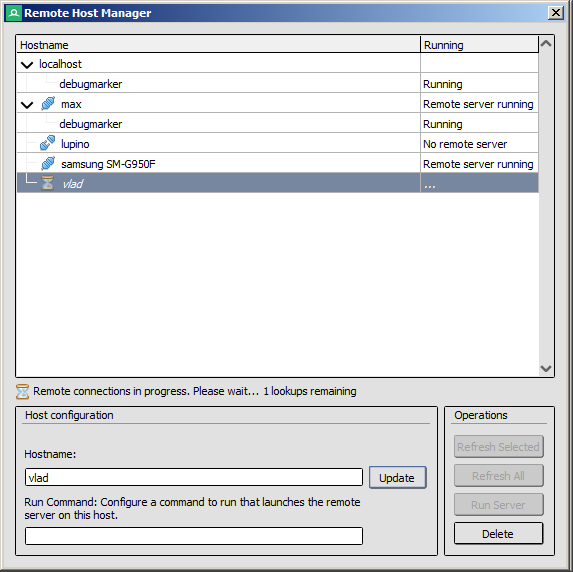 Remote Host Manager
Hostname Running
localhost
debugmarker Running
max Remote server running
debugmarker Running
lupino No remote server
samsung SM-G950F Remote server running
vlad ...
Remote connections in progress. Please wait... 1 lookups remaining
Host configuration
Hostname:
vlad Update
Run Command: Configure a command to run that launches the remote
server on this host.
Operations
Refresh Selected
Refresh All
Run Server
Delete